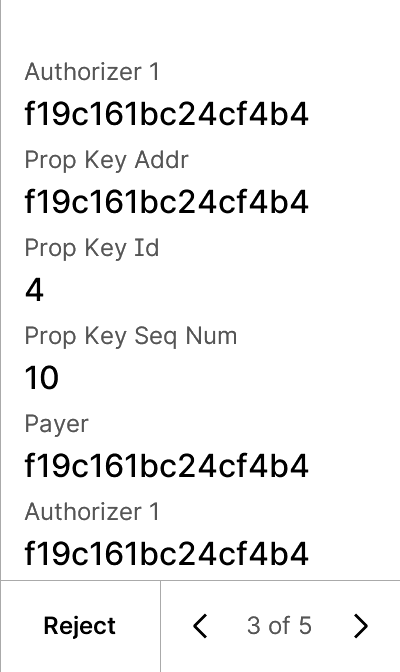 Authorizer 1
f19c161bc24cf4b4
Prop Key Addr
f19c161bc24cf4b4
Prop Key Id
4
Prop Key Seq Num
10
Payer
f19c161bc24cf4b4
Authorizer 1
f19c161bc24cf4b4
Reject
3 of 5